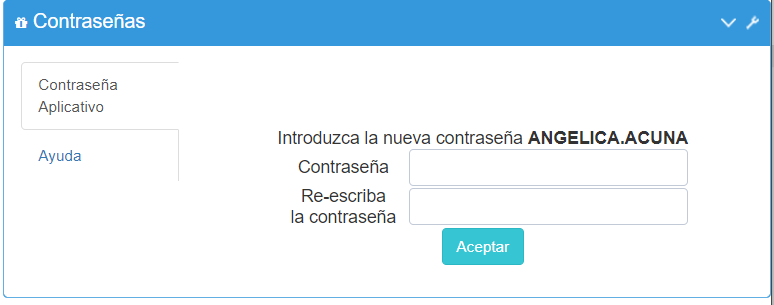 Contraseñas
Contraseña
Aplicativo
Ayuda
Introduzca la nueva contraseña ANGELICA.ACUNA
Contraseña
Re-escriba
la contraseña
Aceptar